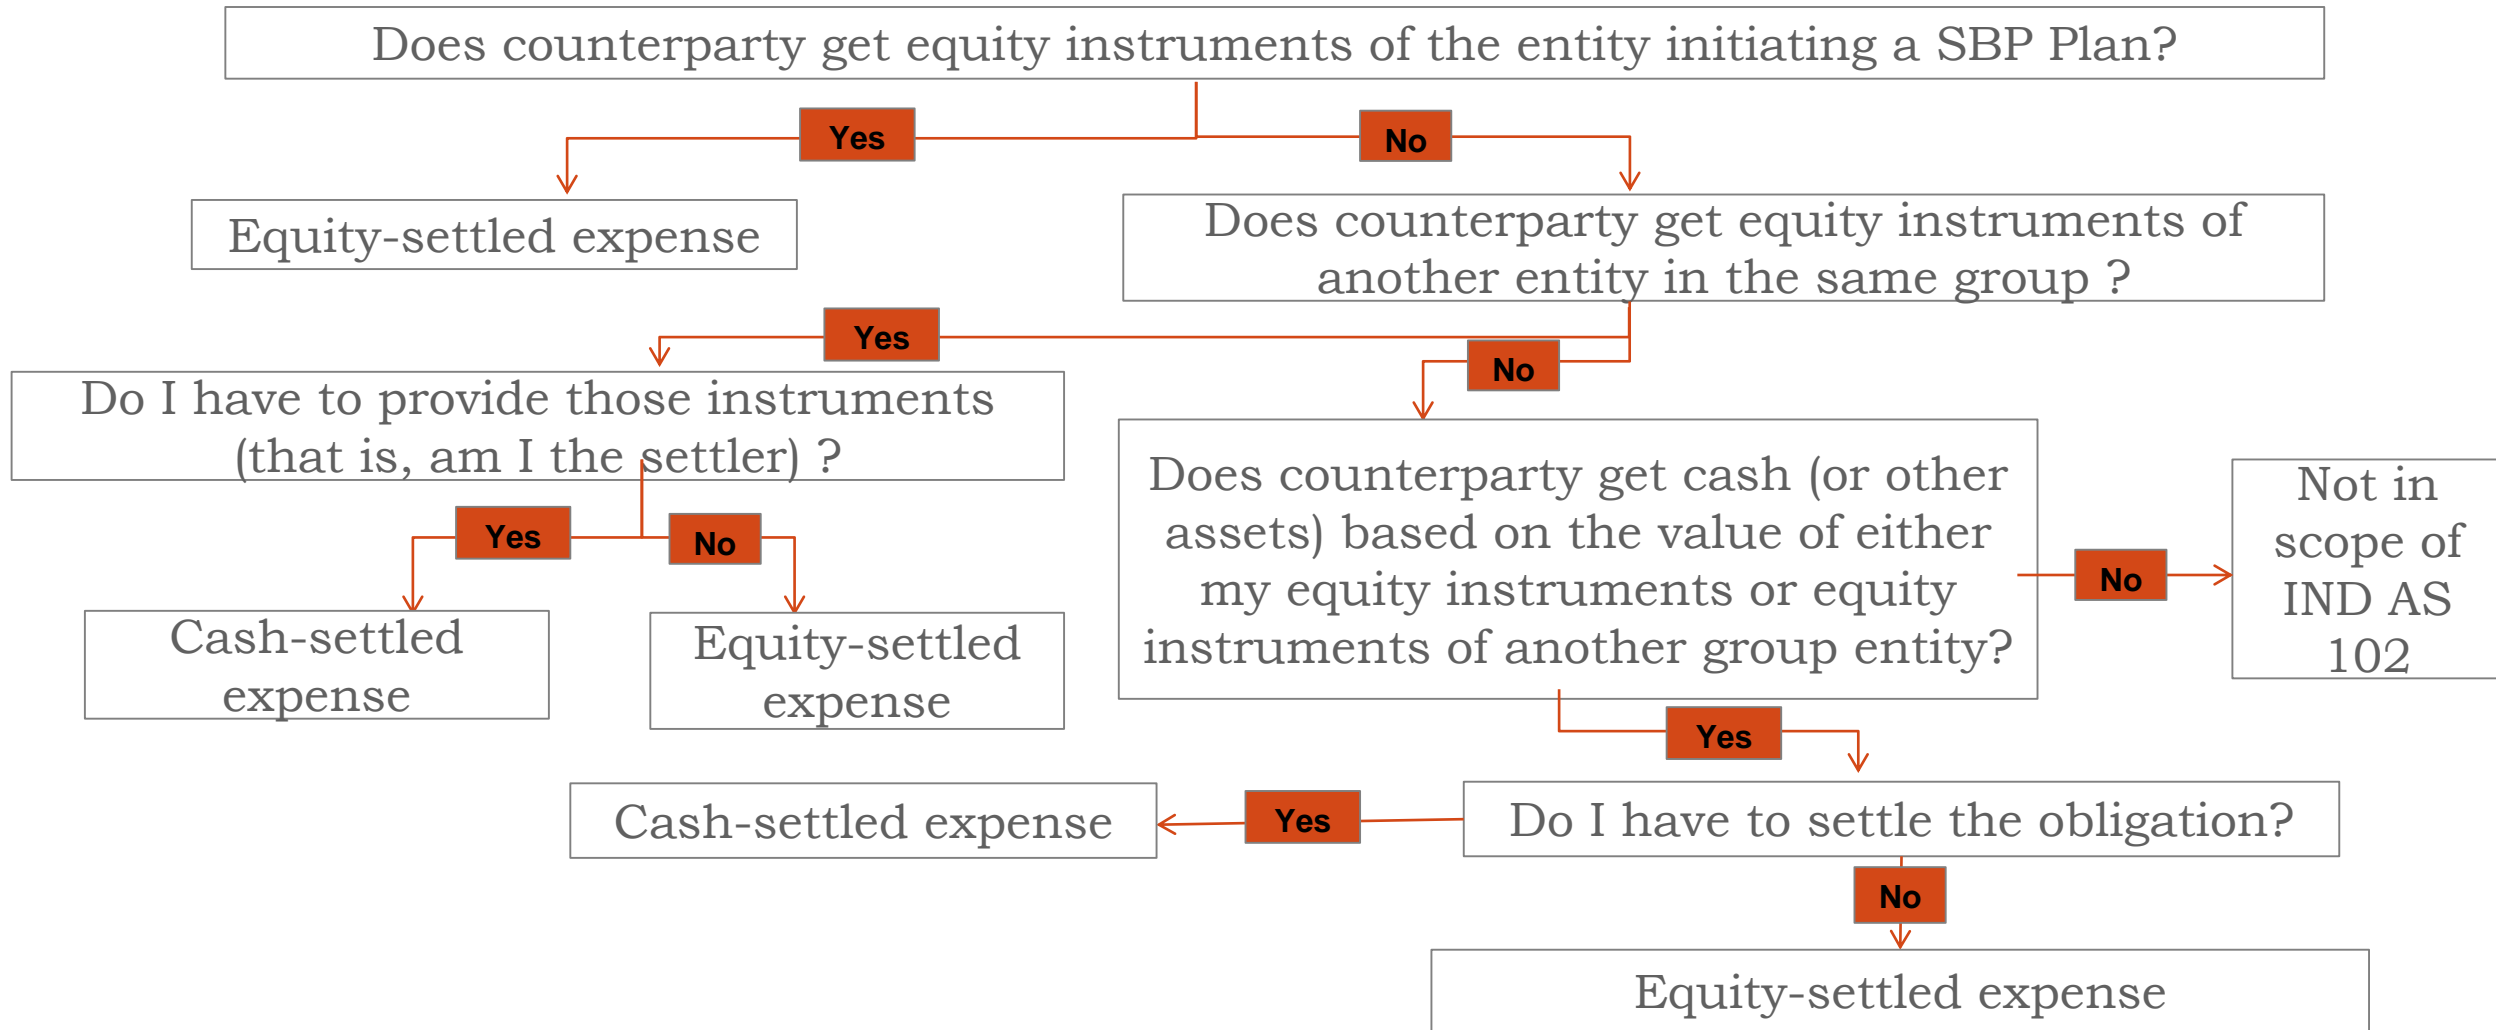 Does counterparty get equity instruments of the entity initiating a SBP Plan?
Yes
No
Equity-settled expense
Does counterparty get equity instruments of
another entity in the same group ?
Yes
No
Do I have to provide those instruments
(that is, am I the settler) ?
Yes
No
Cash-settled
expense
Equity-settled
expense
Does counterparty get cash (or other
assets) based on the value of either
my equity instruments or equity
instruments of another group entity?
No
Not in
scope of
IND AS
102
Yes
Do I have to settle the obligation?
Yes
Cash-settled expense
No
Equity-settled expense